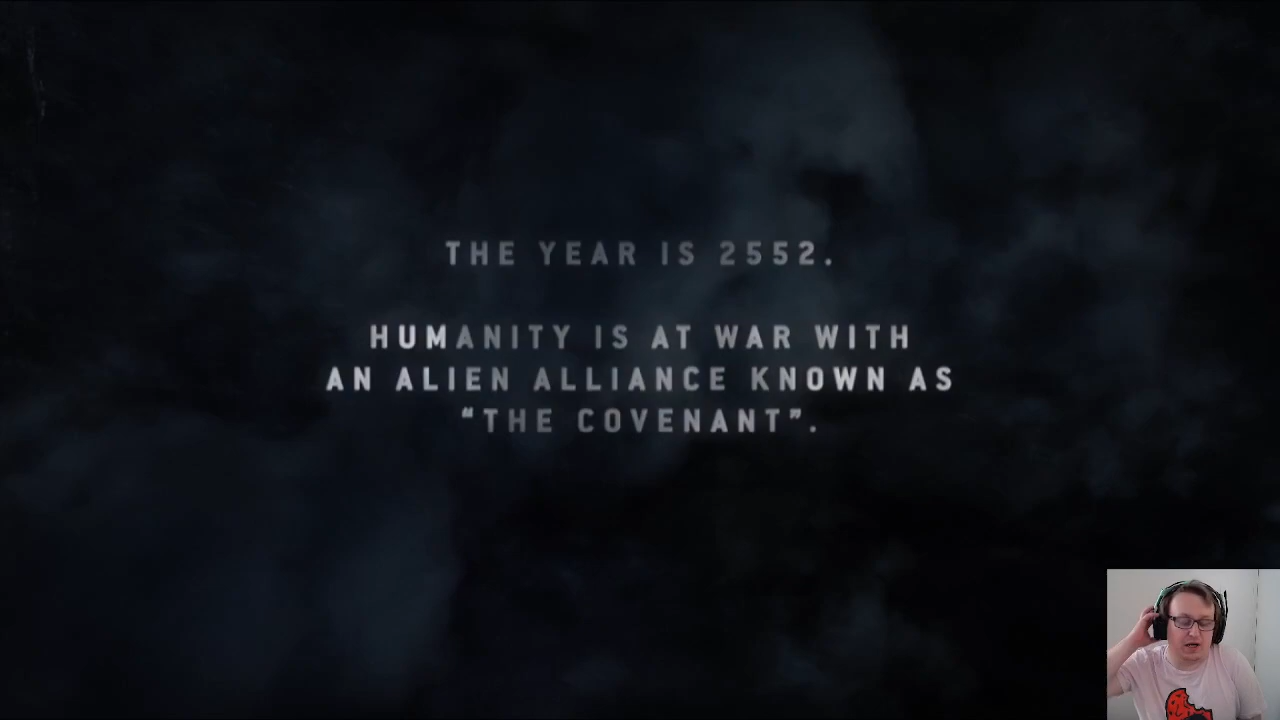 THE YEAR IS 2552.
HUMANITY IS AT WAR WITH
AN ALIEN ALLIANCE KNOWN AS
“THE COVENANT”.